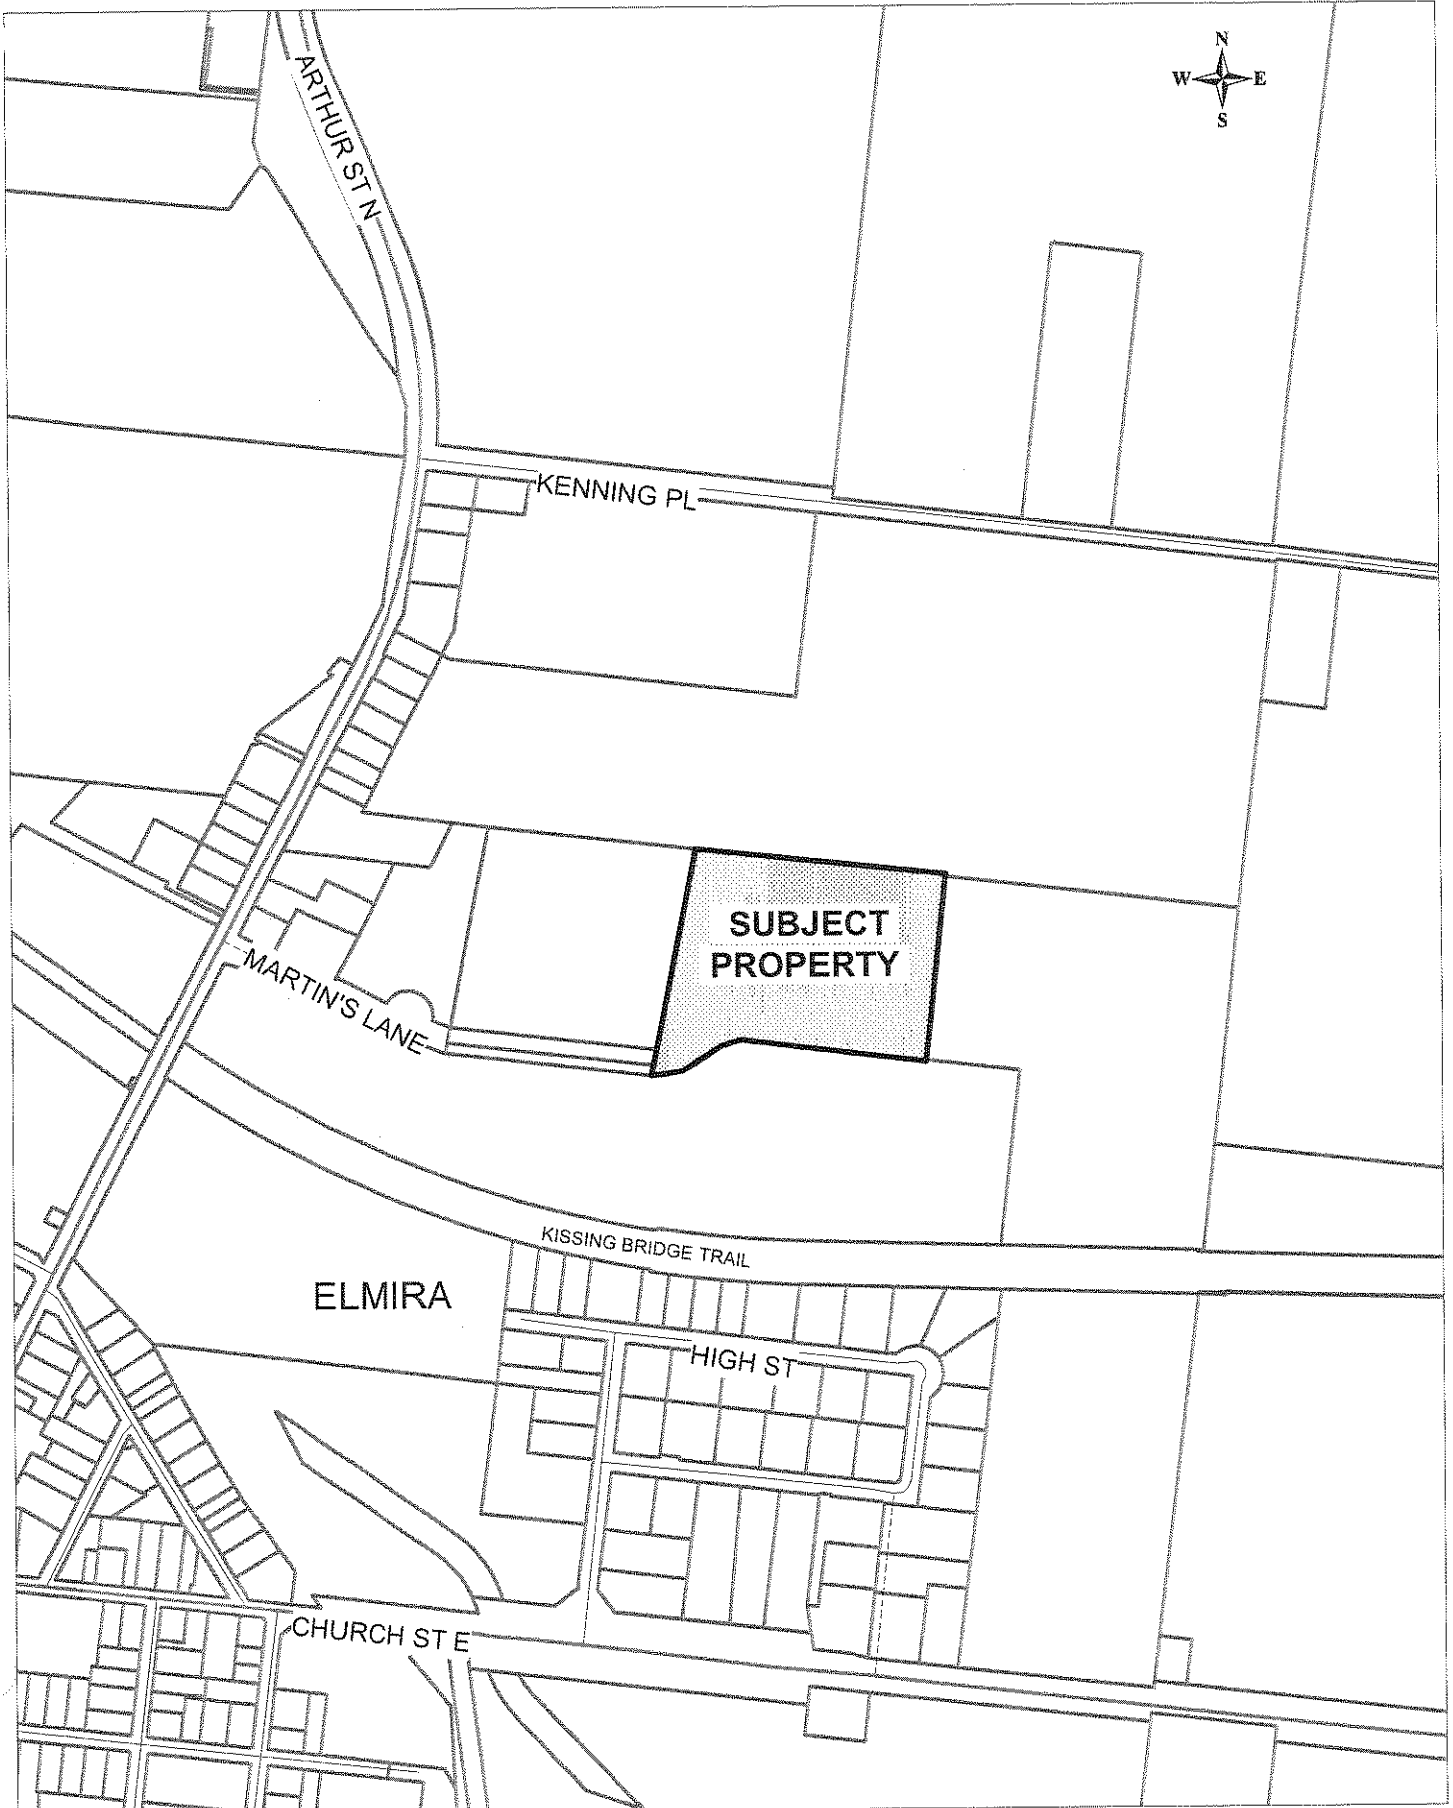 N
W E
S
ARTHUR ST N
KENNING PL
SUBJECT
PROPERTY
MARTIN'S LANE
KISSING BRIDGE TRAIL
ELMIRA
HIGH ST
CHURCH ST E